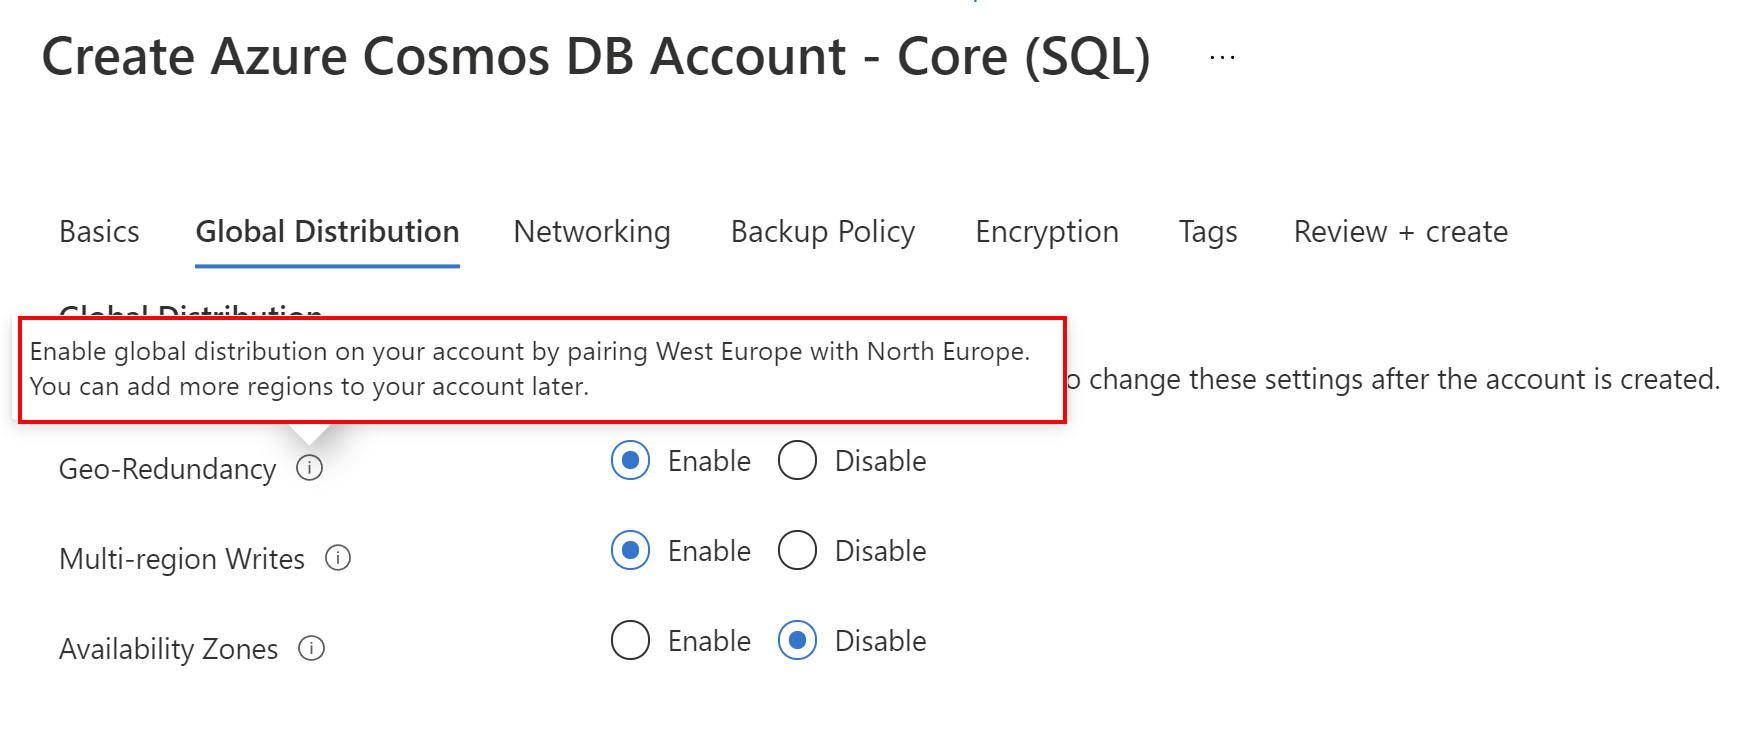 Create Azure Cosmos DB Account - Core (SQL) ...
Basics Global Distribution Networking Backup Policy Encryption Tags Review + create
Global Distribution
Enable global distribution on your account by pairing West Europe with North Europe.
You can add more regions to your account later.
change these settings after the account is created.
Geo-Redundancy Enable Disable
Multi-region Writes Enable Disable
Availability Zones Enable Disable